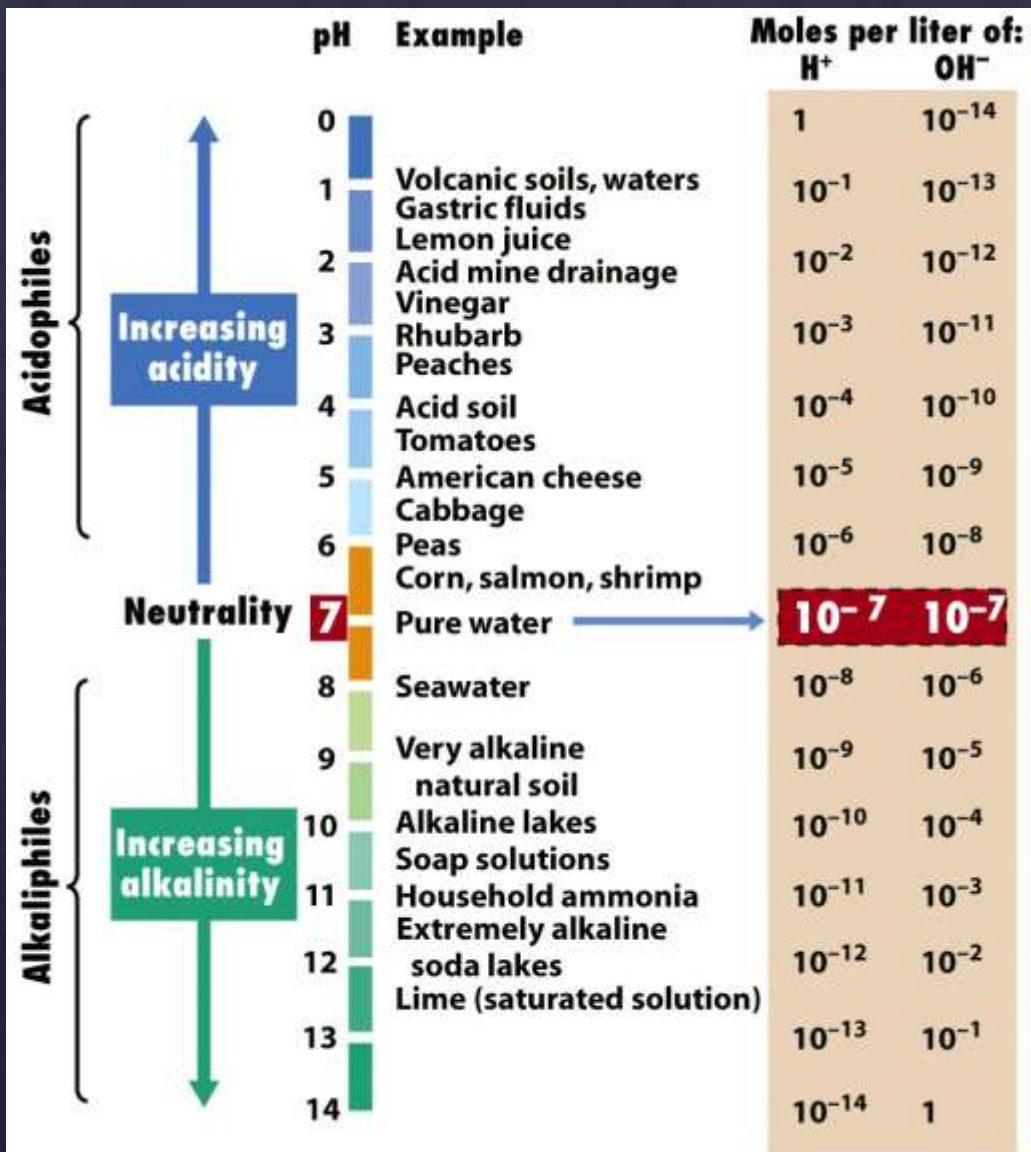 pH Example Moles per liter of:
H⁺ OH⁻
0 1 10⁻¹⁴
Volcanic soils, waters
1 10⁻¹ 10⁻¹³
Gastric fluids
Lemon juice
2 10⁻² 10⁻¹²
Acid mine drainage
Vinegar
3 Rhubarb 10⁻³ 10⁻¹¹
Peaches
Acidophiles
Increasing
acidity
4 Acid soil 10⁻⁴ 10⁻¹⁰
Tomatoes
5 American cheese 10⁻⁵ 10⁻⁹
Cabbage
6 Peas 10⁻⁶ 10⁻⁸
Corn, salmon, shrimp
Neutrality 7 Pure water 10⁻ ⁷ 10⁻⁷
8 Seawater 10⁻⁸ 10⁻⁶
9 Very alkaline 10⁻⁹ 10⁻⁵
natural soil
10 Alkaline lakes 10⁻¹⁰ 10⁻⁴
Soap solutions
Alkaliphiles
Increasing
alkalinity
11 Household ammonia 10⁻¹¹ 10⁻³
Extremely alkaline
12 soda lakes 10⁻¹² 10⁻²
Lime (saturated solution)
13 10⁻¹³ 10⁻¹
14 10⁻¹⁴ 1